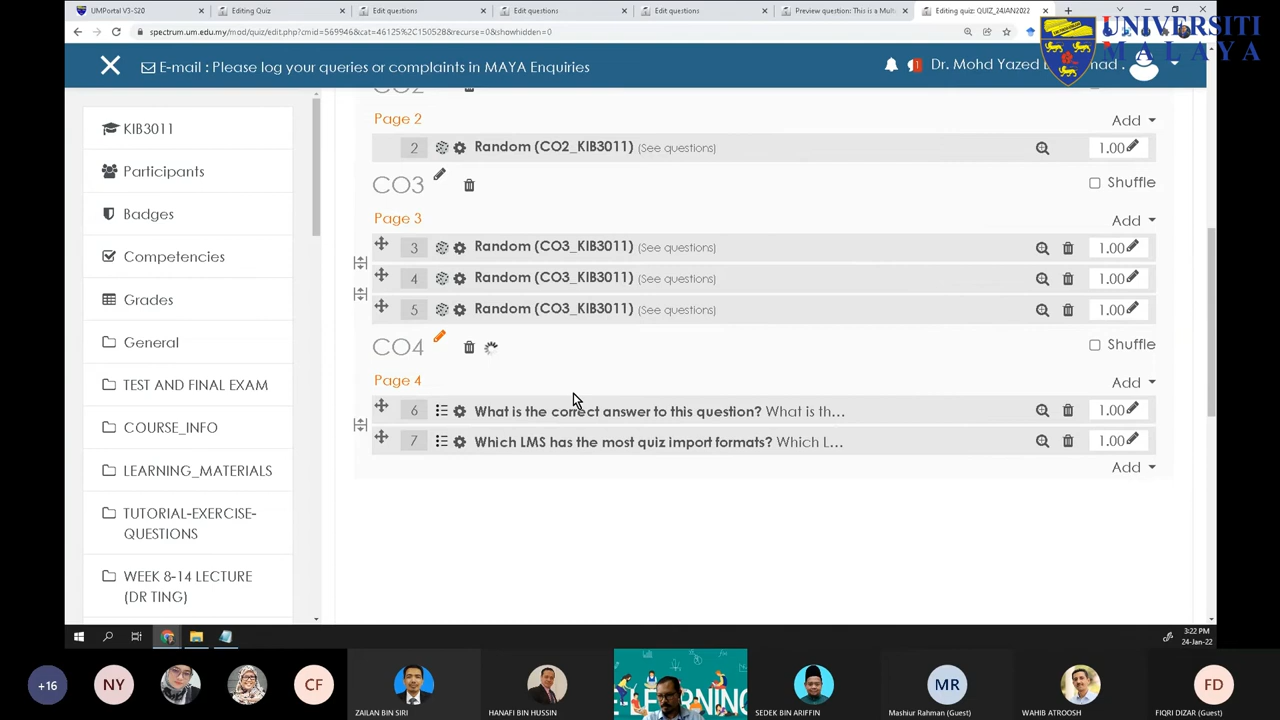 UMPortal V3-S20
Editing Quiz
Edit questions
Edit questions
Edit questions
Preview question: This is a Mult
Editing quiz: QUIZ_24JAN2022
spectrum.um.edu.my/mod/quiz/edit.php?cmid=569946&cat=46125%2C150528&recurse=0&showhidden=0
UNIVERSITI
MALAYA
E-mail : Please log your queries or complaints in MAYA Enquiries
Dr. Mohd Yazed
KIB3011
Participants
Badges
Competencies
Grades
General
TEST AND FINAL EXAM
COURSE_INFO
LEARNING_MATERIALS
TUTORIAL-EXERCISE-
QUESTIONS
WEEK 8-14 LECTURE
(DR TING)
CO2
Page 2
Add
2 Random (CO2_KIB3011) (See questions) 1.00
CO3
Shuffle
Page 3
Add
3 Random (CO3_KIB3011) (See questions) 1.00
4 Random (CO3_KIB3011) (See questions) 1.00
5 Random (CO3_KIB3011) (See questions) 1.00
CO4
Shuffle
Page 4
Add
6 What is the correct answer to this question? What is th... 1.00
7 Which LMS has the most quiz import formats? Which L... 1.00
Add
3:22 PM
24-Jan-22
+16
NY
CF
ZAILAN BIN SIRI
HANAFI BIN HUSSIN
E-LEARNING
SEDEK BIN ARIFFIN
MR
Mashiur Rahman (Guest)
WAHIB ATROOSH
FD
FIQRI DIZAR (Guest)